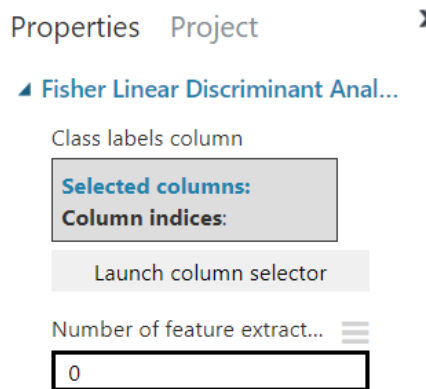 Properties Project
Fisher Linear Discriminant Anal...
Class labels column
Selected columns:
Column indices:
Launch column selector
Number of feature extract...
0